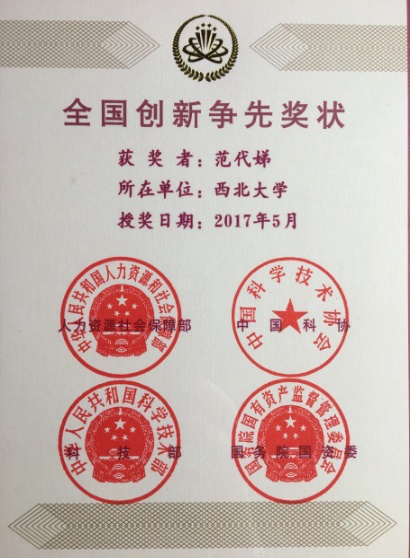 全国创新争先奖状
获奖者：范代娣
所在单位：西北大学
授奖日期：2017年5月
中华人民共和国人力资源和社会保障部
人力资源社会保障部
中国科学技术协会
中国科协
中华人民共和国科学技术部
科技部
国务院国有资产监督管理委员会
国务院国资委